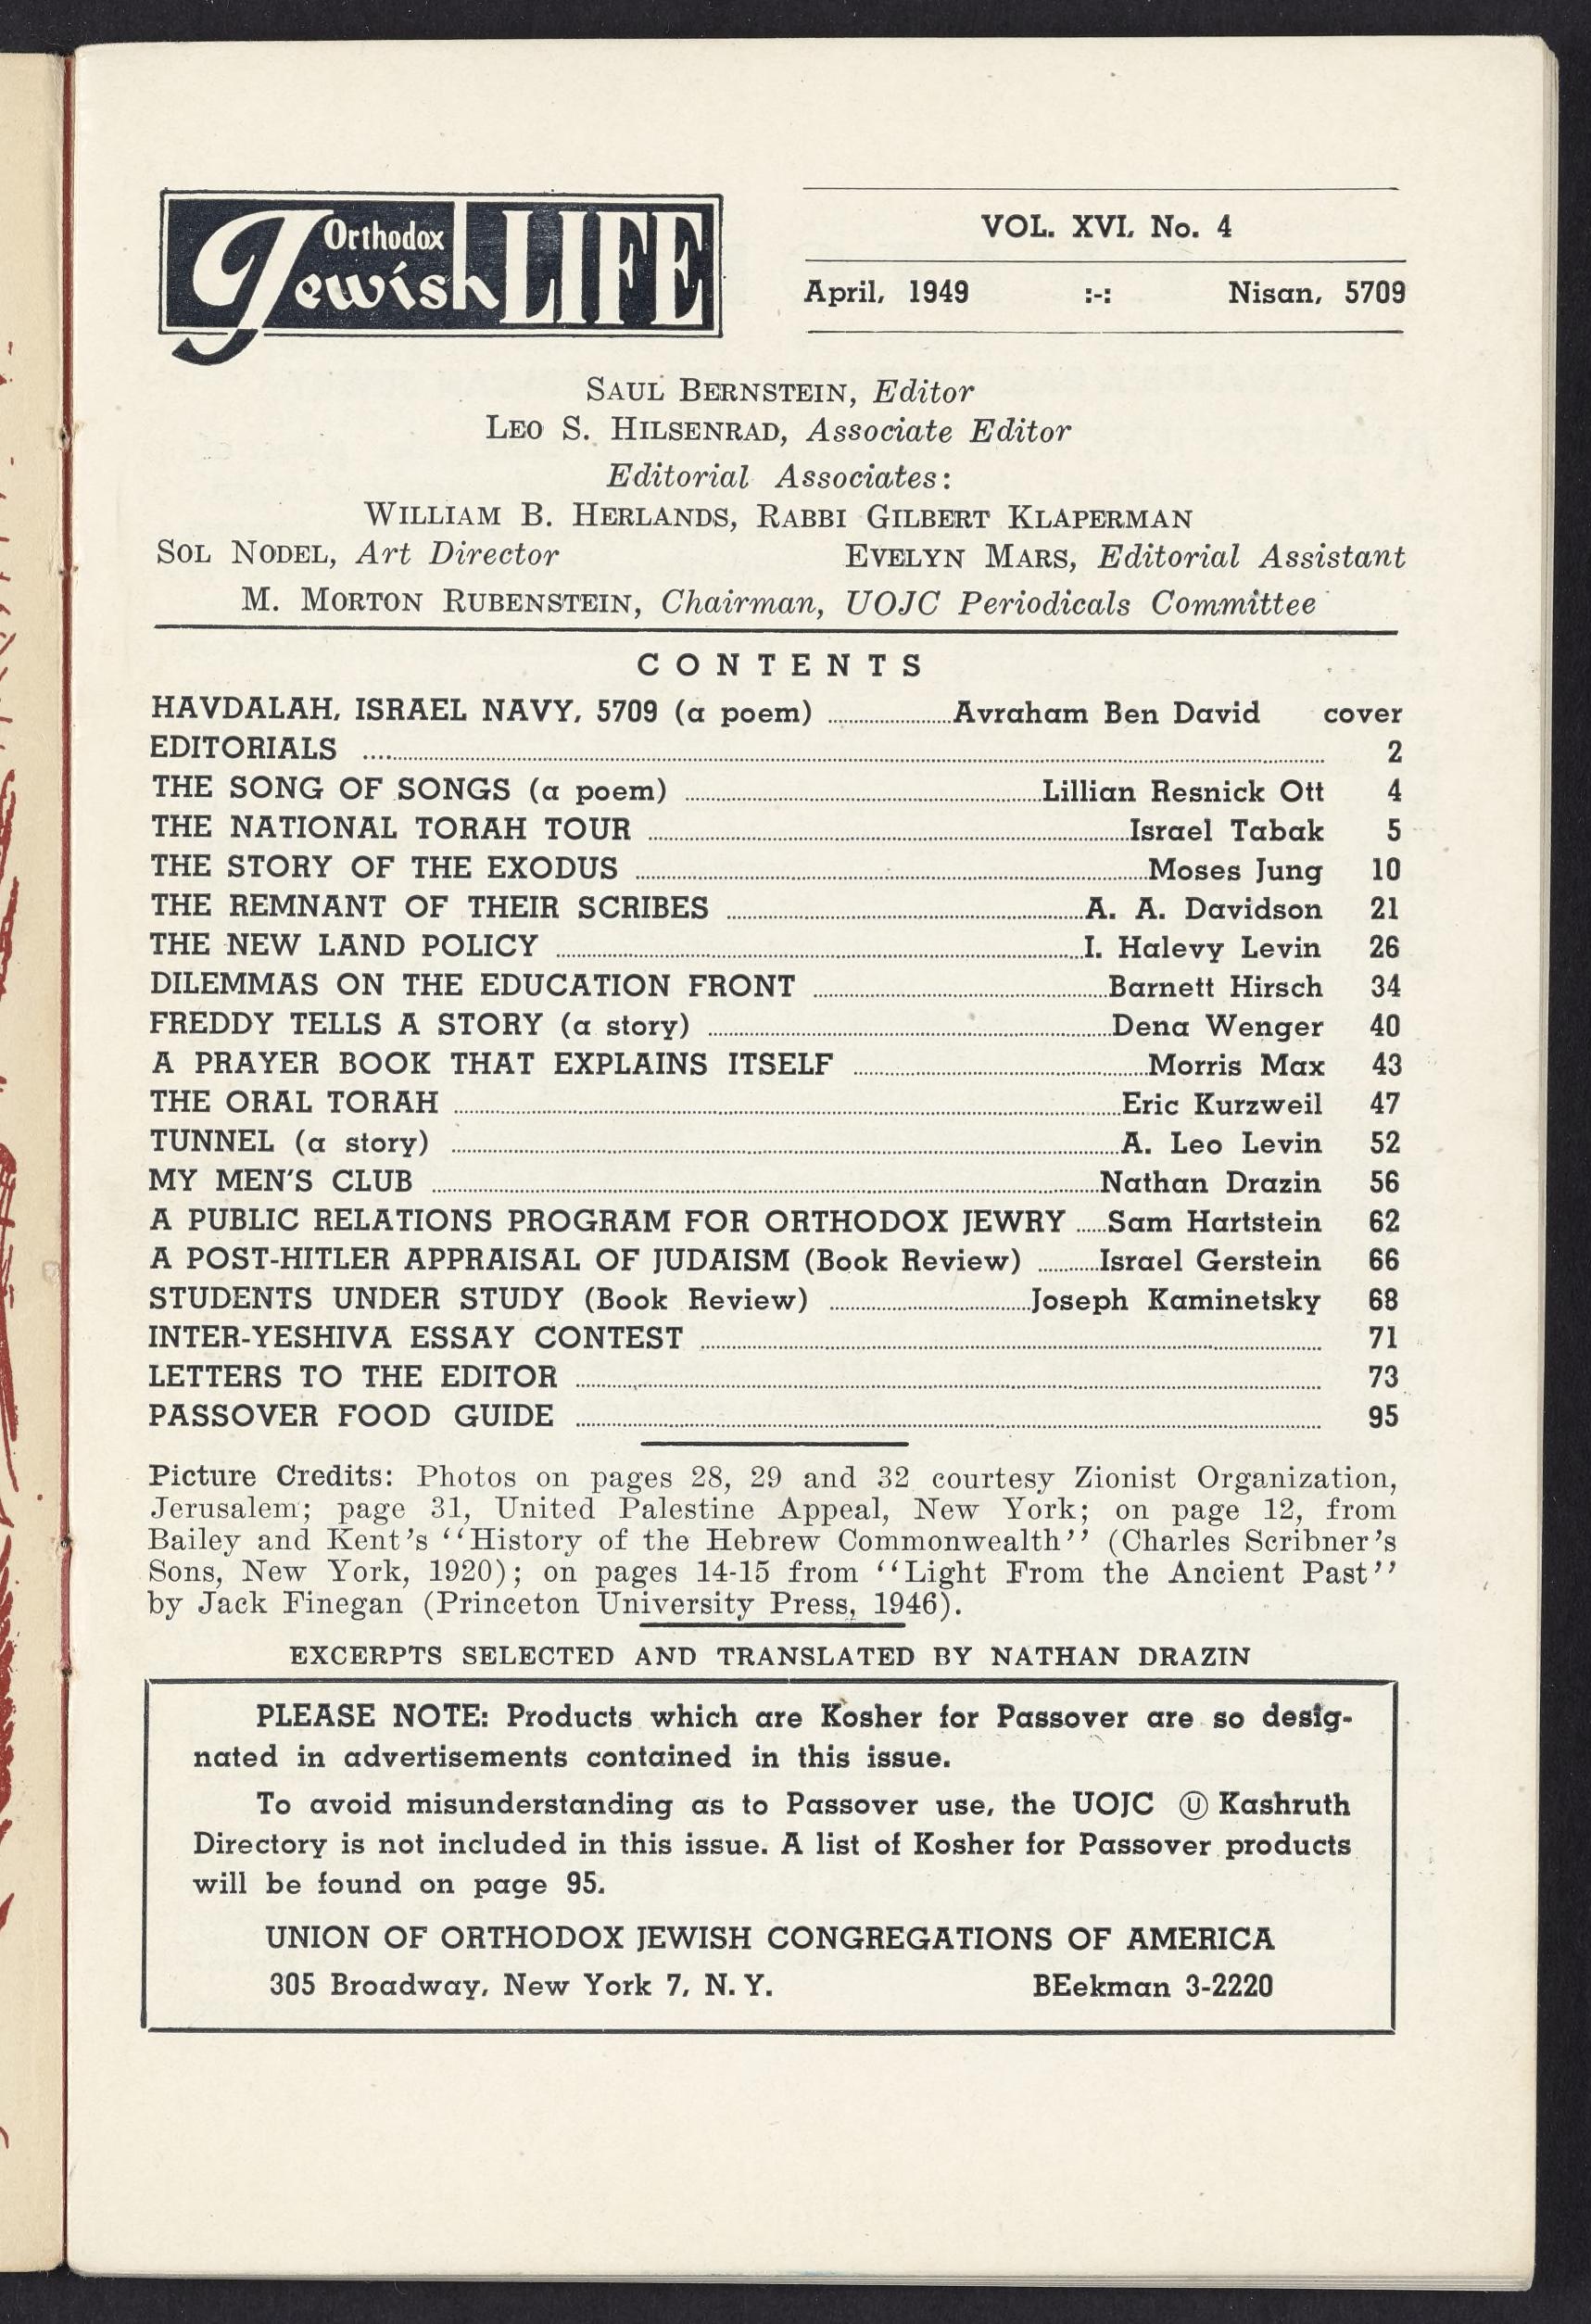 Orthodox
Jewish LIFE
VOL. XVI, No. 4
April, 1949 :-: Nisan, 5709
SAUL BERNSTEIN, Editor
LEO S. HILSENRAD, Associate Editor
Editorial Associates:
WILLIAM B. HERLANDS, RABBI GILBERT KLAPERMAN
SOL NODEL, Art Director EVELYN MARS, Editorial Assistant
M. MORTON RUBENSTEIN, Chairman, UOJC Periodicals Committee
CONTENTS
HAVDALAH, ISRAEL NAVY, 5709 (a poem) ..... Avraham Ben David cover
EDITORIALS ..... 2
THE SONG OF SONGS (a poem) ..... Lillian Resnick Ott 4
THE NATIONAL TORAH TOUR ..... Israel Tabak 5
THE STORY OF THE EXODUS ..... Moses Jung 10
THE REMNANT OF THEIR SCRIBES ..... A. A. Davidson 21
THE NEW LAND POLICY ..... I. Halevy Levin 26
DILEMMAS ON THE EDUCATION FRONT ..... Barnett Hirsch 34
FREDDY TELLS A STORY (a story) ..... Dena Wenger 40
A PRAYER BOOK THAT EXPLAINS ITSELF ..... Morris Max 43
THE ORAL TORAH ..... Eric Kurzweil 47
TUNNEL (a story) ..... A. Leo Levin 52
MY MEN'S CLUB ..... Nathan Drazin 56
A PUBLIC RELATIONS PROGRAM FOR ORTHODOX JEWRY ..... Sam Hartstein 62
A POST-HITLER APPRAISAL OF JUDAISM (Book Review) ..... Israel Gerstein 66
STUDENTS UNDER STUDY (Book Review) ..... Joseph Kaminetsky 68
INTER-YESHIVA ESSAY CONTEST ..... 71
LETTERS TO THE EDITOR ..... 73
PASSOVER FOOD GUIDE ..... 95
Picture Credits: Photos on pages 28, 29 and 32 courtesy Zionist Organization,
Jerusalem; page 31, United Palestine Appeal, New York; on page 12, from
Bailey and Kent's "History of the Hebrew Commonwealth" (Charles Scribner's
Sons, New York, 1920); on pages 14-15 from "Light From the Ancient Past"
by Jack Finegan (Princeton University Press, 1946).
EXCERPTS SELECTED AND TRANSLATED BY NATHAN DRAZIN
PLEASE NOTE: Products which are Kosher for Passover are so desig-
nated in advertisements contained in this issue.
To avoid misunderstanding as to Passover use, the UOJC Ⓤ Kashruth
Directory is not included in this issue. A list of Kosher for Passover products
will be found on page 95.
UNION OF ORTHODOX JEWISH CONGREGATIONS OF AMERICA
305 Broadway, New York 7, N. Y. BEekman 3-2220